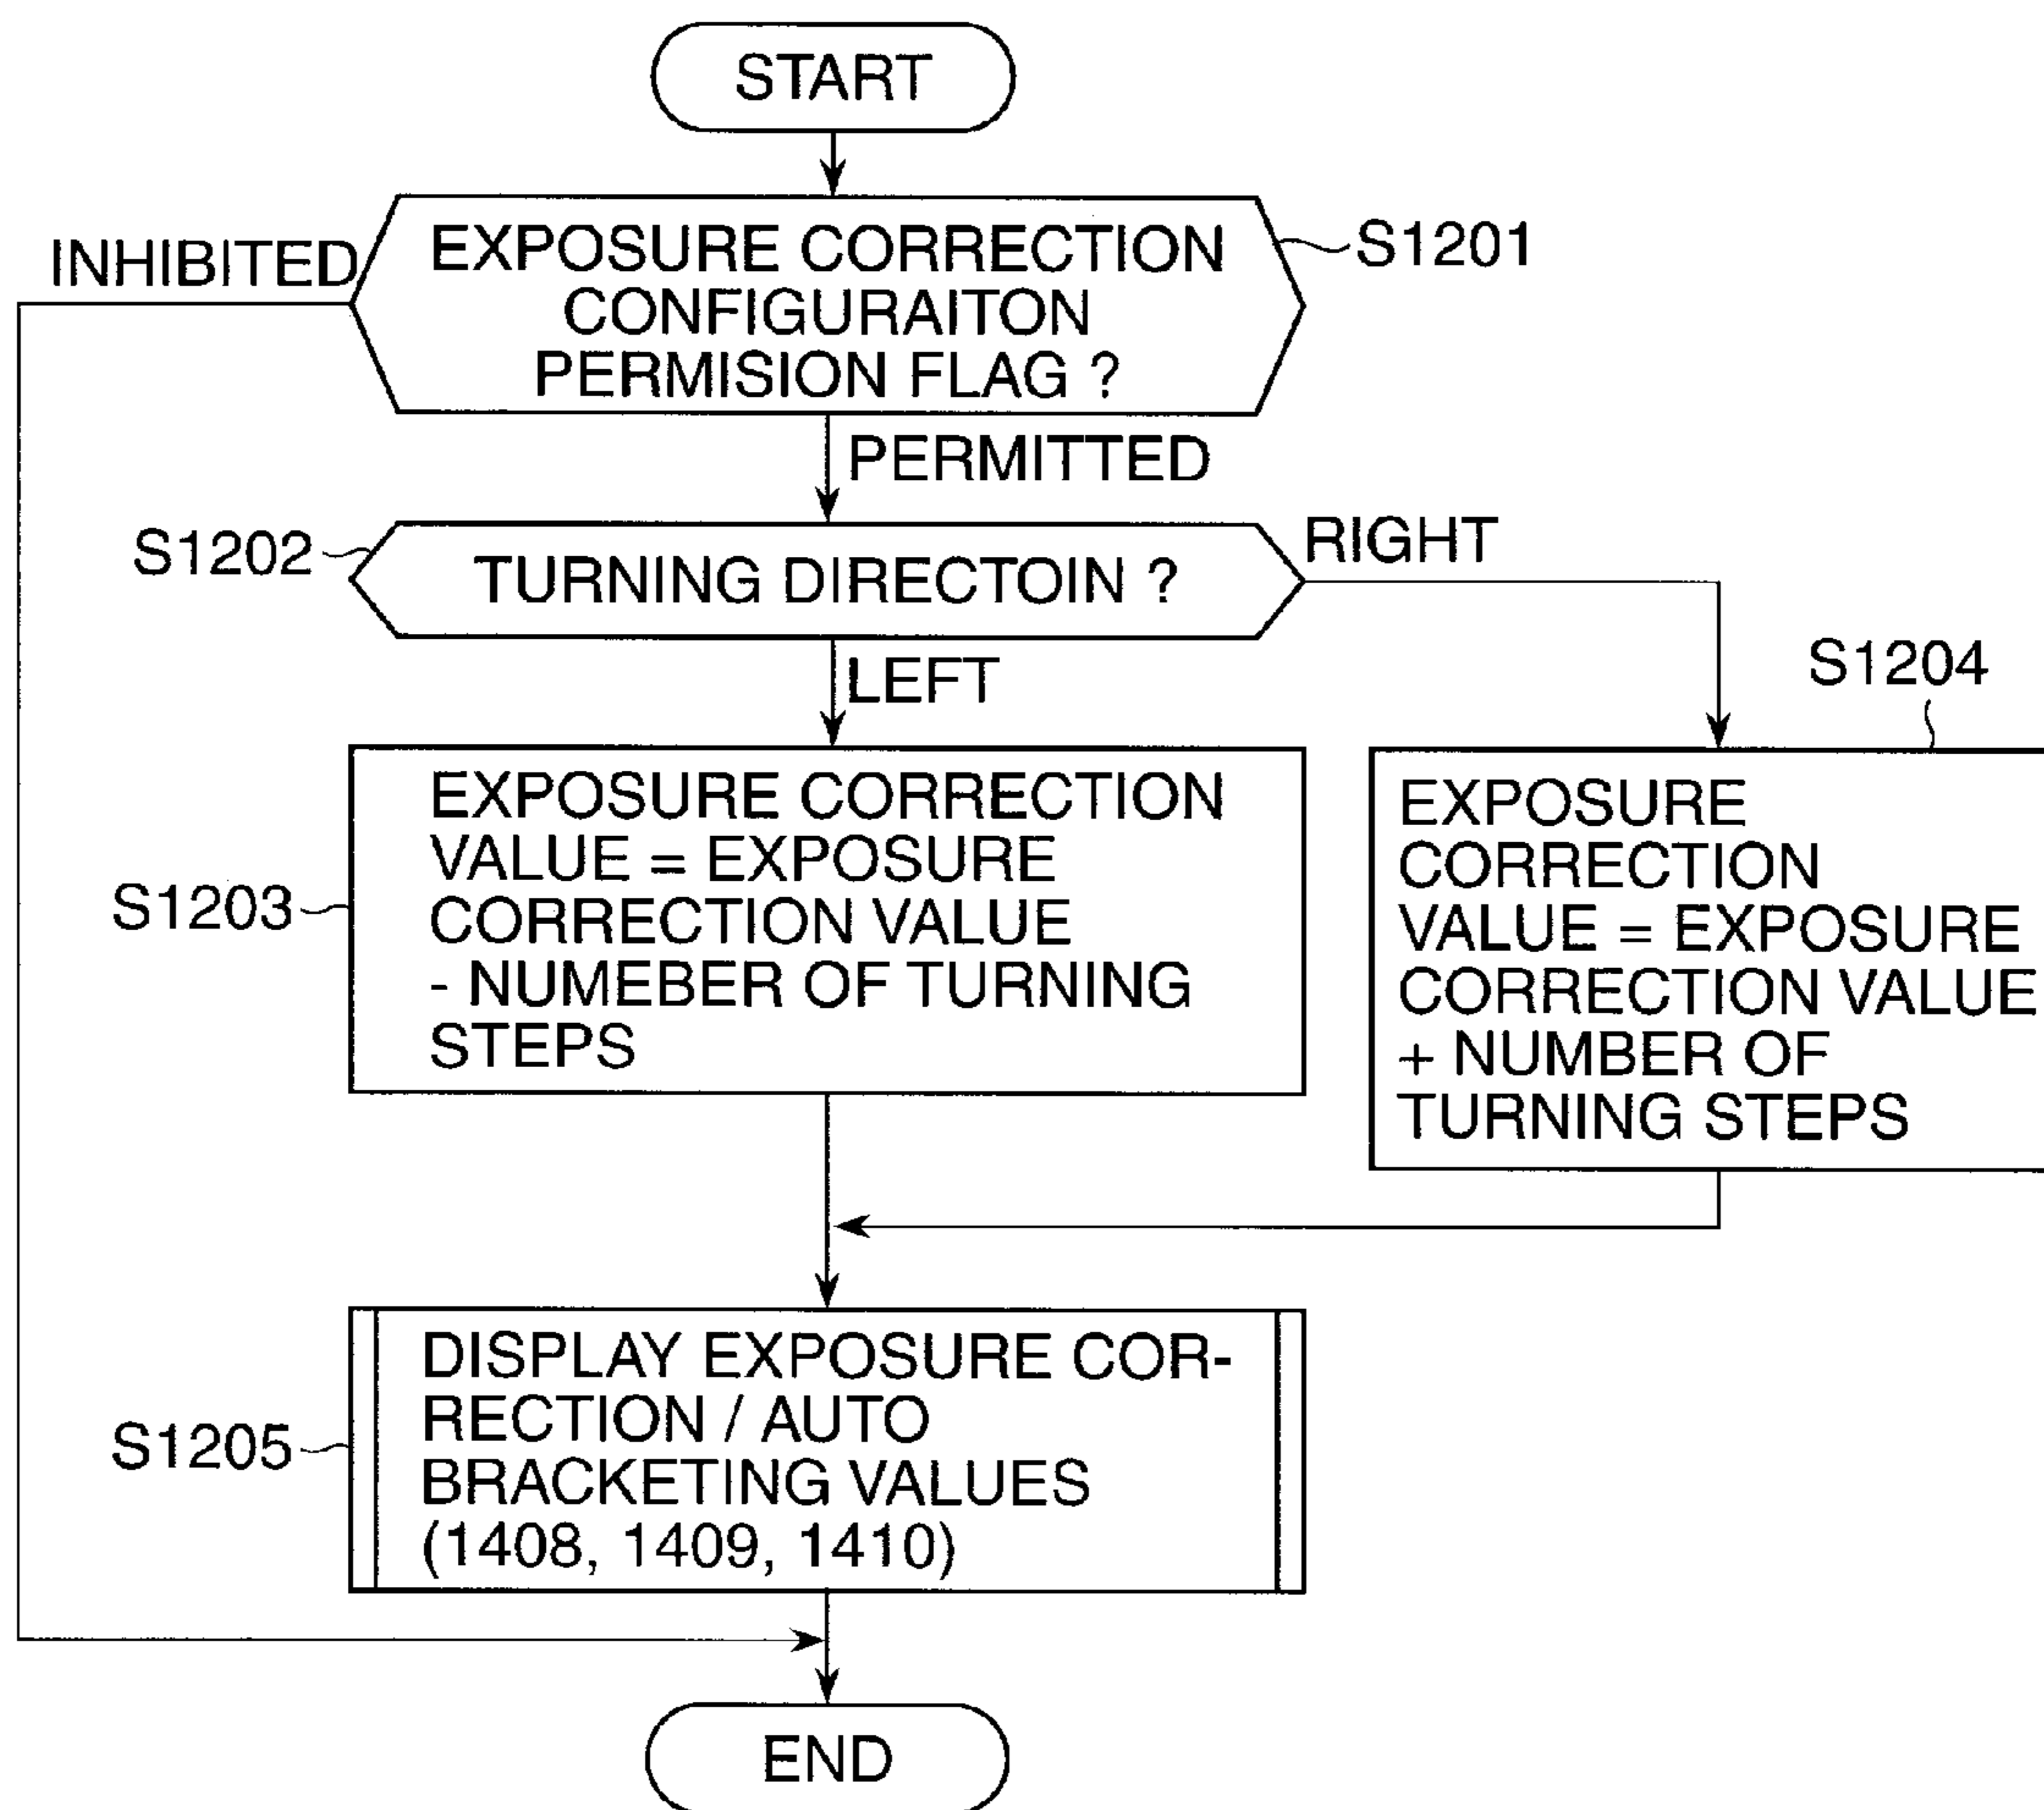 START
INHIBITED
EXPOSURE CORRECTION
CONFIGURAITON
PERMISION FLAG ?
S1201
PERMITTED
S1202
TURNING DIRECTOIN ?
RIGHT
LEFT
S1204
S1203
EXPOSURE CORRECTION
VALUE = EXPOSURE
CORRECTION VALUE
- NUMEBER OF TURNING
STEPS
EXPOSURE
CORRECTION
VALUE = EXPOSURE
CORRECTION VALUE
+ NUMBER OF
TURNING STEPS
S1205
DISPLAY EXPOSURE COR-
RECTION / AUTO
BRACKETING VALUES
(1408, 1409, 1410)
END